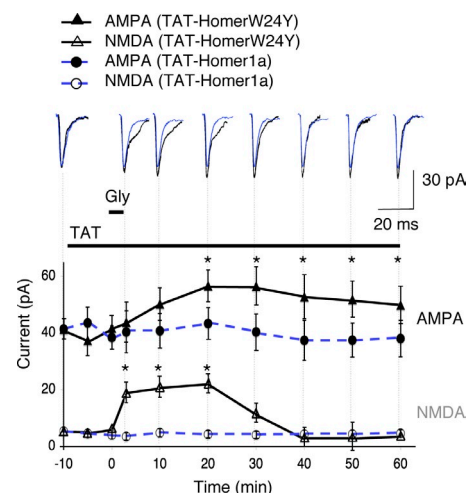 AMPA (TAT-HomerW24Y)
NMDA (TAT-HomerW24Y)
AMPA (TAT-Homer1a)
NMDA (TAT-Homer1a)
30 pA
20 ms
Gly
TAT
* * * * *
60
40
20
0
Current (pA)
AMPA
* * *
NMDA
-10 0 10 20 30 40 50 60
Time (min)